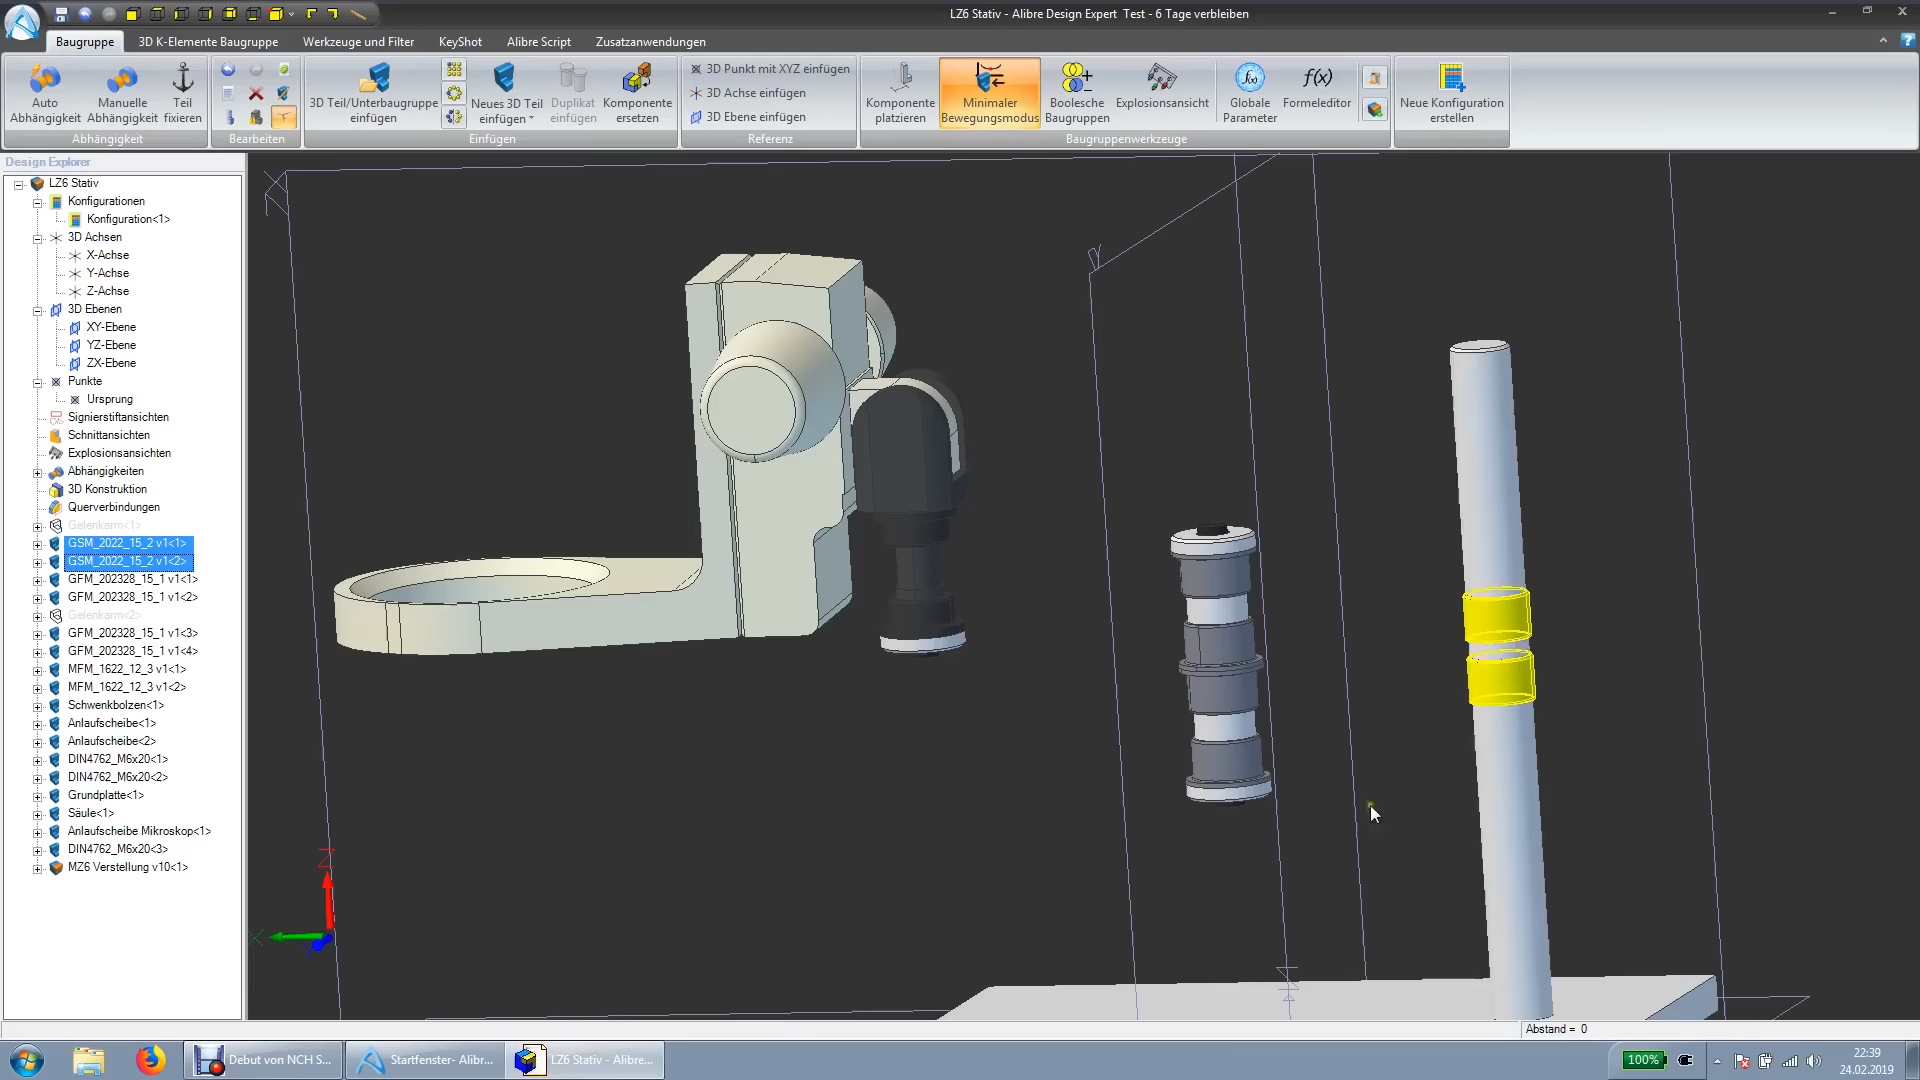 LZ6 Stativ - Alibre Design Expert  Test - 6 Tage verbleiben
Baugruppe
3D K-Elemente Baugruppe
Werkzeuge und Filter
KeyShot
Alibre Script
Zusatzanwendungen
Auto Abhängigkeit
Manuelle Abhängigkeit
Teil fixieren
Abhängigkeit
Bearbeiten
3D Teil/Unterbaugruppe einfügen
Neues 3D Teil einfügen
Duplikat einfügen
Komponente ersetzen
Einfügen
3D Punkt mit XYZ einfügen
3D Achse einfügen
3D Ebene einfügen
Referenz
Komponente platzieren
Minimaler Bewegungsmodus
Boolesche Baugruppen
Explosionsansicht
f(x)
Globale Parameter
f(x)
Formeleditor
Baugruppenwerkzeuge
Neue Konfiguration erstellen
Design Explorer
LZ6 Stativ
Konfigurationen
Konfiguration<1>
3D Achsen
X-Achse
Y-Achse
Z-Achse
3D Ebenen
XY-Ebene
YZ-Ebene
ZX-Ebene
Punkte
Ursprung
Signierstiftansichten
Schnittansichten
Explosionsansichten
Abhängigkeiten
3D Konstruktion
Querverbindungen
Gelenkarm<1>
GSM_2022_15_2 v1<1>
GSM_2022_15_2 v1<2>
GFM_202328_15_1 v1<1>
GFM_202328_15_1 v1<2>
Gelenkarm<2>
GFM_202328_15_1 v1<3>
GFM_202328_15_1 v1<4>
MFM_1622_12_3 v1<1>
MFM_1622_12_3 v1<2>
Schwenkbolzen<1>
Anlaufscheibe<1>
Anlaufscheibe<2>
DIN4762_M6x20<1>
DIN4762_M6x20<2>
Grundplatte<1>
Säule<1>
Anlaufscheibe Mikroskop<1>
DIN4762_M6x20<3>
MZ6 Verstellung v10<1>
X
Y
Z
Z
X
Abstand = 0
Debut von NCH S...
Startfenster- Alibr...
LZ6 Stativ - Alibre...
100%
22:39
24.02.2019